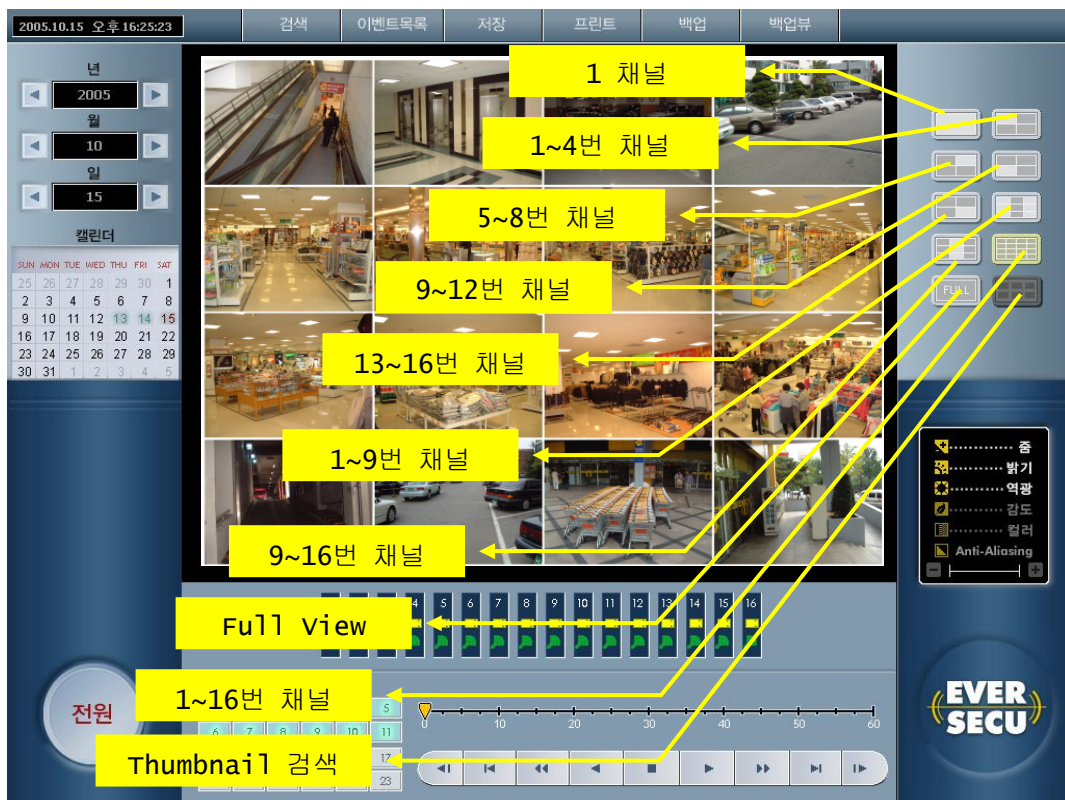 2005.10.15 오후 16:25:23
검색 이벤트목록 저장 프린트 백업 백업뷰
년
2005
월
10
일
15
캘린더
SUN MON TUE WED THU FRI SAT
25 26 27 28 29 30 1
2 3 4 5 6 7 8
9 10 11 12 13 14 15
16 17 18 19 20 21 22
23 24 25 26 27 28 29
30 31 1 2 3 4 5
1 채널
1~4번 채널
5~8번 채널
9~12번 채널
13~16번 채널
1~9번 채널
9~16번 채널
FULL
줌
밝기
역광
감도
컬러
Anti-Aliasing
4 5 6 7 8 9 10 11 12 13 14 15 16
Full View
1~16번 채널
5
6 7 8 9 10 11
17
23
Thumbnail 검색
0 10 20 30 40 50 60
전원
EVER
SECU